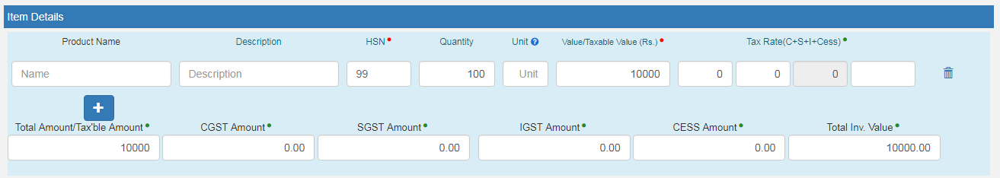 Item Details
Product Name Description HSN Quantity Unit Value/Taxable Value (Rs.) Tax Rate(C+S+I+Cess)
Name Description 99 100 Unit 10000 0 0 0
Total Amount/Tax'ble Amount CGST Amount SGST Amount IGST Amount CESS Amount Total Inv. Value
10000 0.00 0.00 0.00 0.00 10000.00